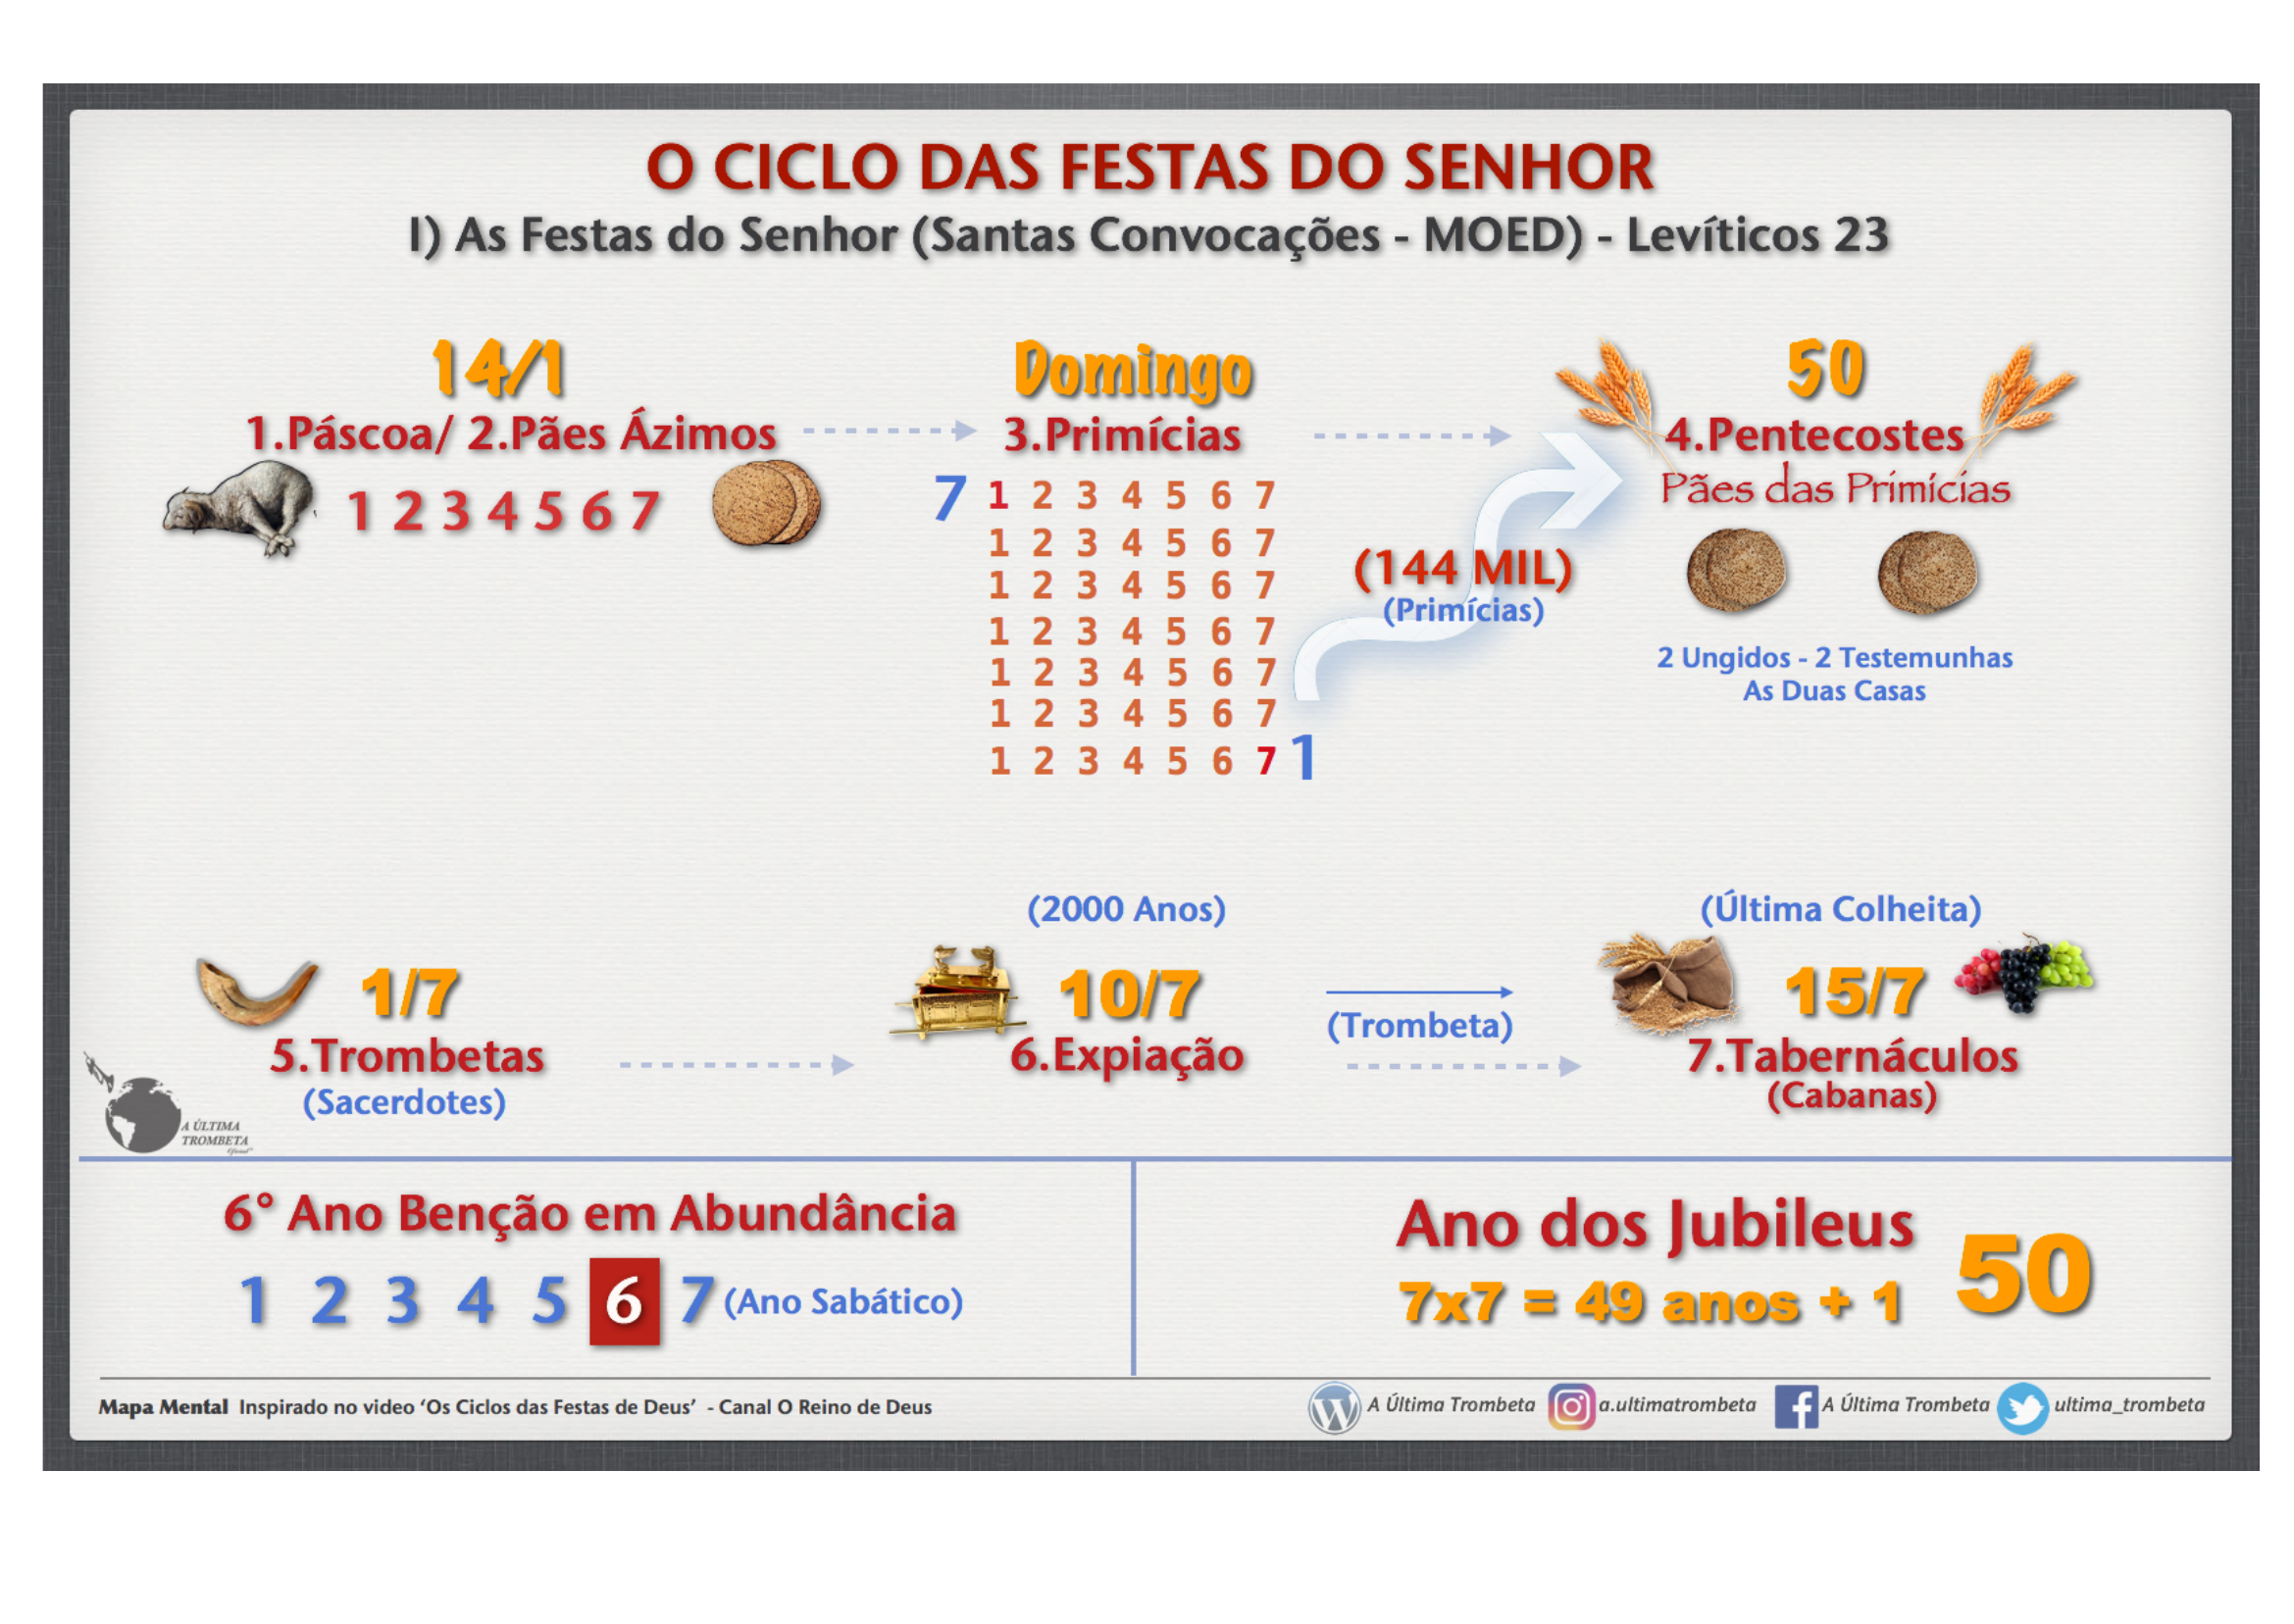 O CICLO DAS FESTAS DO SENHOR
I) As Festas do Senhor (Santas Convocações - MOED) - Levíticos 23
14/1
1.Páscoa/ 2.Pães Ázimos
1 2 3 4 5 6 7
Domingo
3.Primícias
7 1 2 3 4 5 6 7
1 2 3 4 5 6 7
1 2 3 4 5 6 7
1 2 3 4 5 6 7
1 2 3 4 5 6 7
1 2 3 4 5 6 7
1 2 3 4 5 6 7 1
(144 MIL)
(Primícias)
50
4.Pentecostes
Pães das Primícias
2 Ungidos - 2 Testemunhas
As Duas Casas
1/7
5.Trombetas
(Sacerdotes)
(2000 Anos)
10/7
6.Expiação
(Trombeta)
(Última Colheita)
15/7
7.Tabernáculos
(Cabanas)
A ÚLTIMA
TROMBETA
Oficial
6° Ano Benção em Abundância
1 2 3 4 5 6 7 (Ano Sabático)
Ano dos Jubileus
7x7 = 49 anos + 1 50
Mapa Mental Inspirado no video ‘Os Ciclos das Festas de Deus’ - Canal O Reino de Deus
A Última Trombeta a.ultimatrombeta A Última Trombeta ultima_trombeta